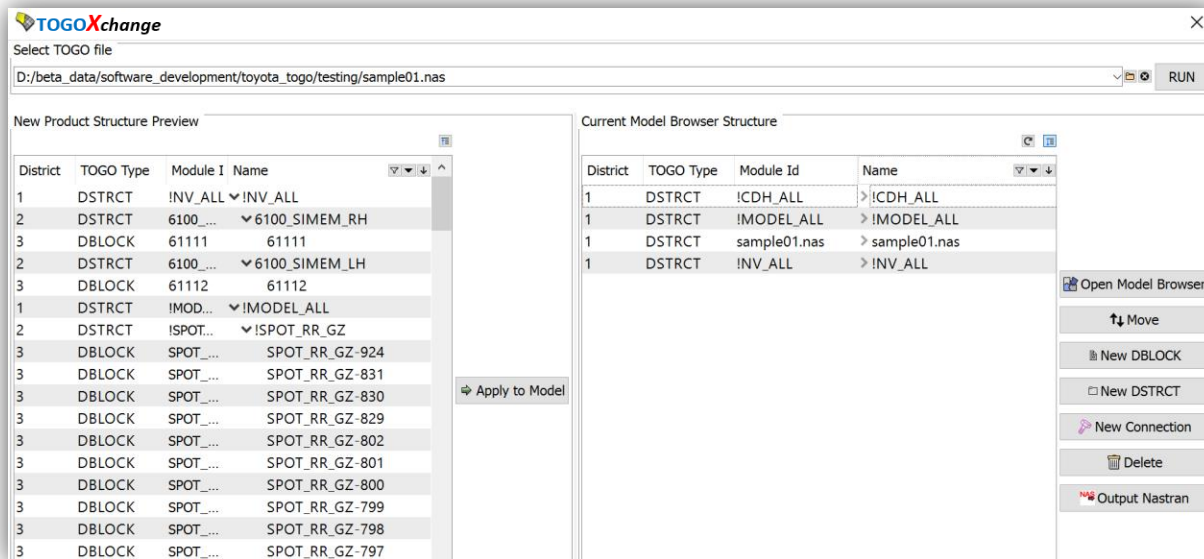 TOGOXchange
Select TOGO file
D:/beta_data/software_development/toyota_togo/testing/sample01.nas RUN
New Product Structure Preview
District TOGO Type Module I Name
1 DSTRCT !NV_ALL !NV_ALL
2 DSTRCT 6100_... 6100_SIMEM_RH
3 DBLOCK 61111 61111
2 DSTRCT 6100_... 6100_SIMEM_LH
3 DBLOCK 61112 61112
1 DSTRCT !MOD... !MODEL_ALL
2 DSTRCT !SPOT... !SPOT_RR_GZ
3 DBLOCK SPOT_... SPOT_RR_GZ-924
3 DBLOCK SPOT_... SPOT_RR_GZ-831
3 DBLOCK SPOT_... SPOT_RR_GZ-830
3 DBLOCK SPOT_... SPOT_RR_GZ-829
3 DBLOCK SPOT_... SPOT_RR_GZ-802
3 DBLOCK SPOT_... SPOT_RR_GZ-801
3 DBLOCK SPOT_... SPOT_RR_GZ-800
3 DBLOCK SPOT_... SPOT_RR_GZ-799
3 DBLOCK SPOT_... SPOT_RR_GZ-798
3 DBLOCK SPOT_... SPOT_RR_GZ-797
Apply to Model
Current Model Browser Structure
District TOGO Type Module Id Name
1 DSTRCT !CDH_ALL !CDH_ALL
1 DSTRCT !MODEL_ALL !MODEL_ALL
1 DSTRCT sample01.nas sample01.nas
1 DSTRCT !NV_ALL !NV_ALL
Open Model Browser
Move
New DBLOCK
New DSTRCT
New Connection
Delete
NAS Output Nastran